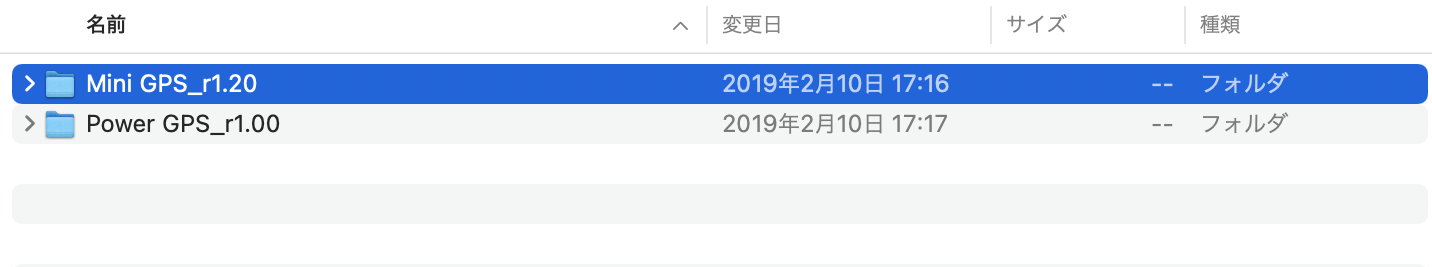 名前 変更日 サイズ 種類
Mini GPS_r1.20 2019年2月10日 17:16 -- フォルダ
Power GPS_r1.00 2019年2月10日 17:17 -- フォルダ